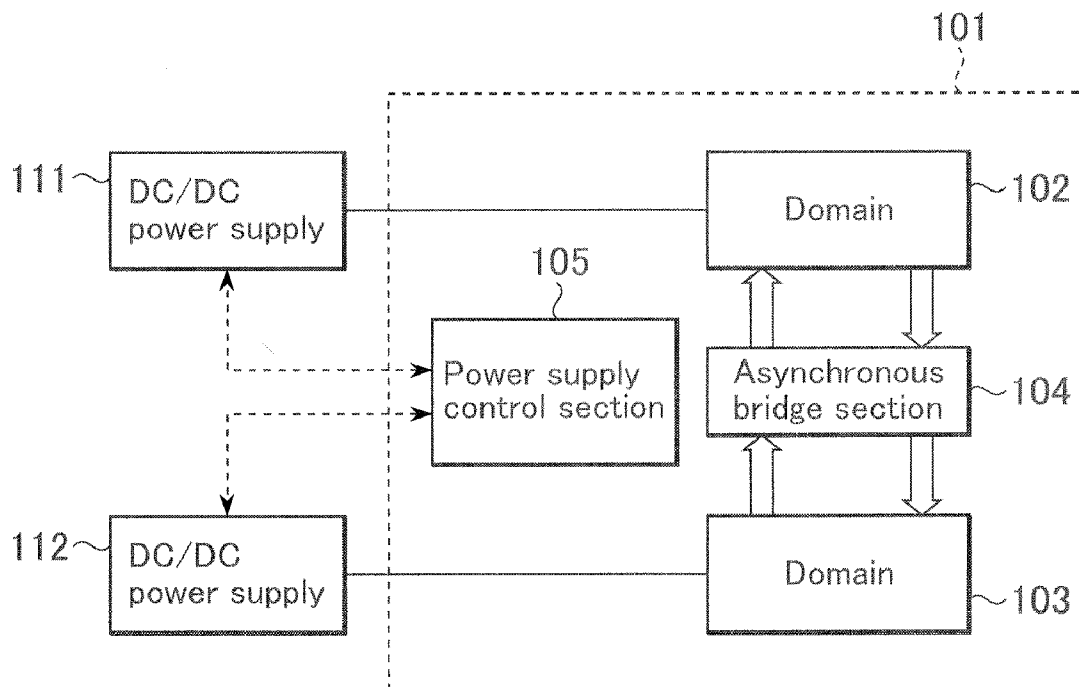 101
111
DC/DC
power supply
Domain
102
105
Power supply
control section
Asynchronous
bridge section
104
112
DC/DC
power supply
Domain
103